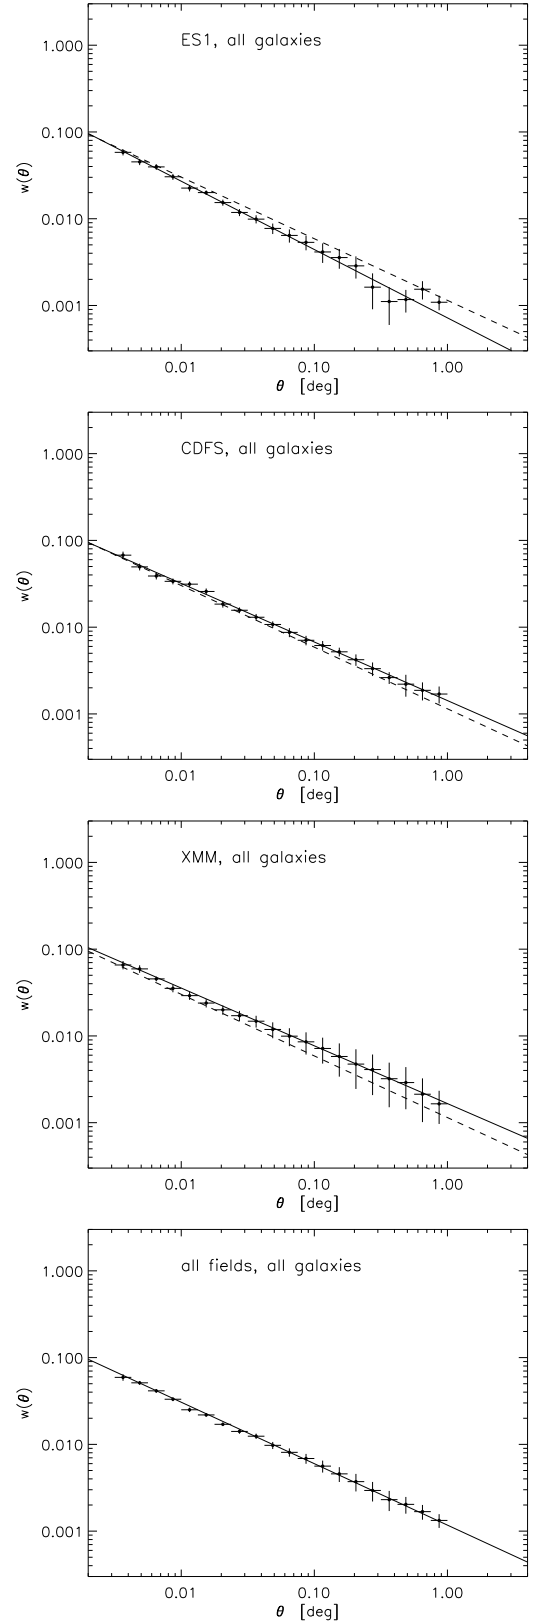 ES1, all galaxies
1.000
0.100
0.010
0.001
w(θ)
0.01 0.10 1.00
θ [deg]
CDFS, all galaxies
1.000
0.100
0.010
0.001
w(θ)
0.01 0.10 1.00
θ [deg]
XMM, all galaxies
1.000
0.100
0.010
0.001
w(θ)
0.01 0.10 1.00
θ [deg]
all fields, all galaxies
1.000
0.100
0.010
0.001
w(θ)
0.01 0.10 1.00
θ [deg]